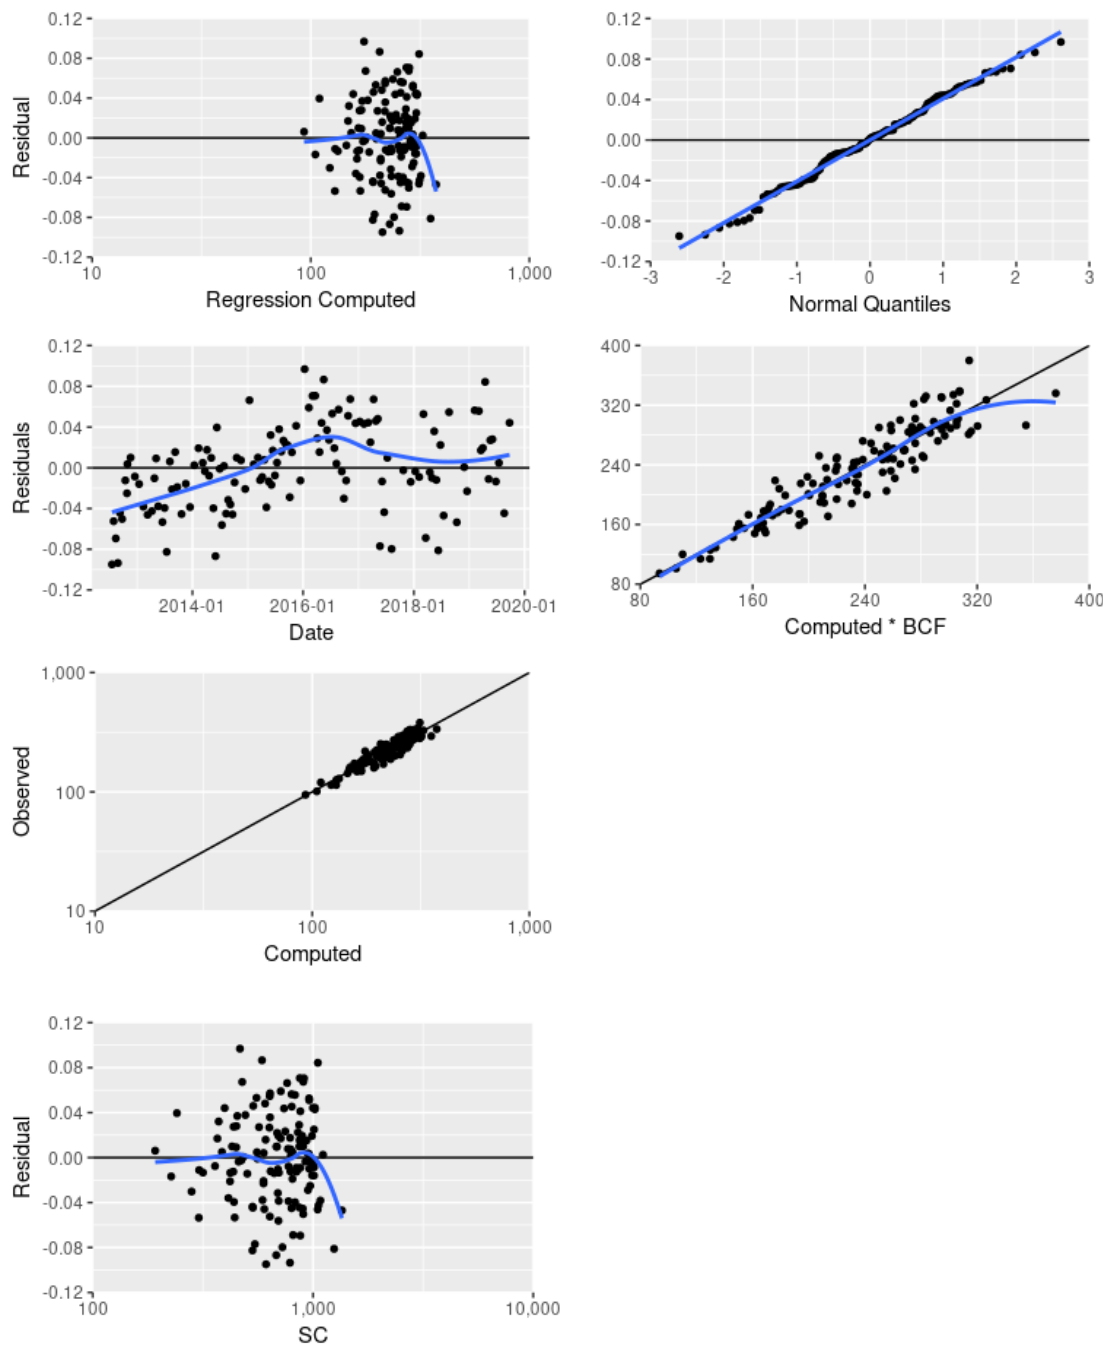 0.12
0.08
0.04
0.00
-0.04
-0.08
-0.12
Residual
10 100 1,000
Regression Computed
0.12
0.08
0.04
0.00
-0.04
-0.08
-0.12
-3 -2 -1 0 1 2 3
Normal Quantiles
0.12
0.08
0.04
0.00
-0.04
-0.08
-0.12
Residuals
2014-01 2016-01 2018-01 2020-01
Date
400
320
240
160
80
80 160 240 320 400
Computed * BCF
1,000
100
10
Observed
10 100 1,000
Computed
0.12
0.08
0.04
0.00
-0.04
-0.08
-0.12
Residual
100 1,000 10,000
SC